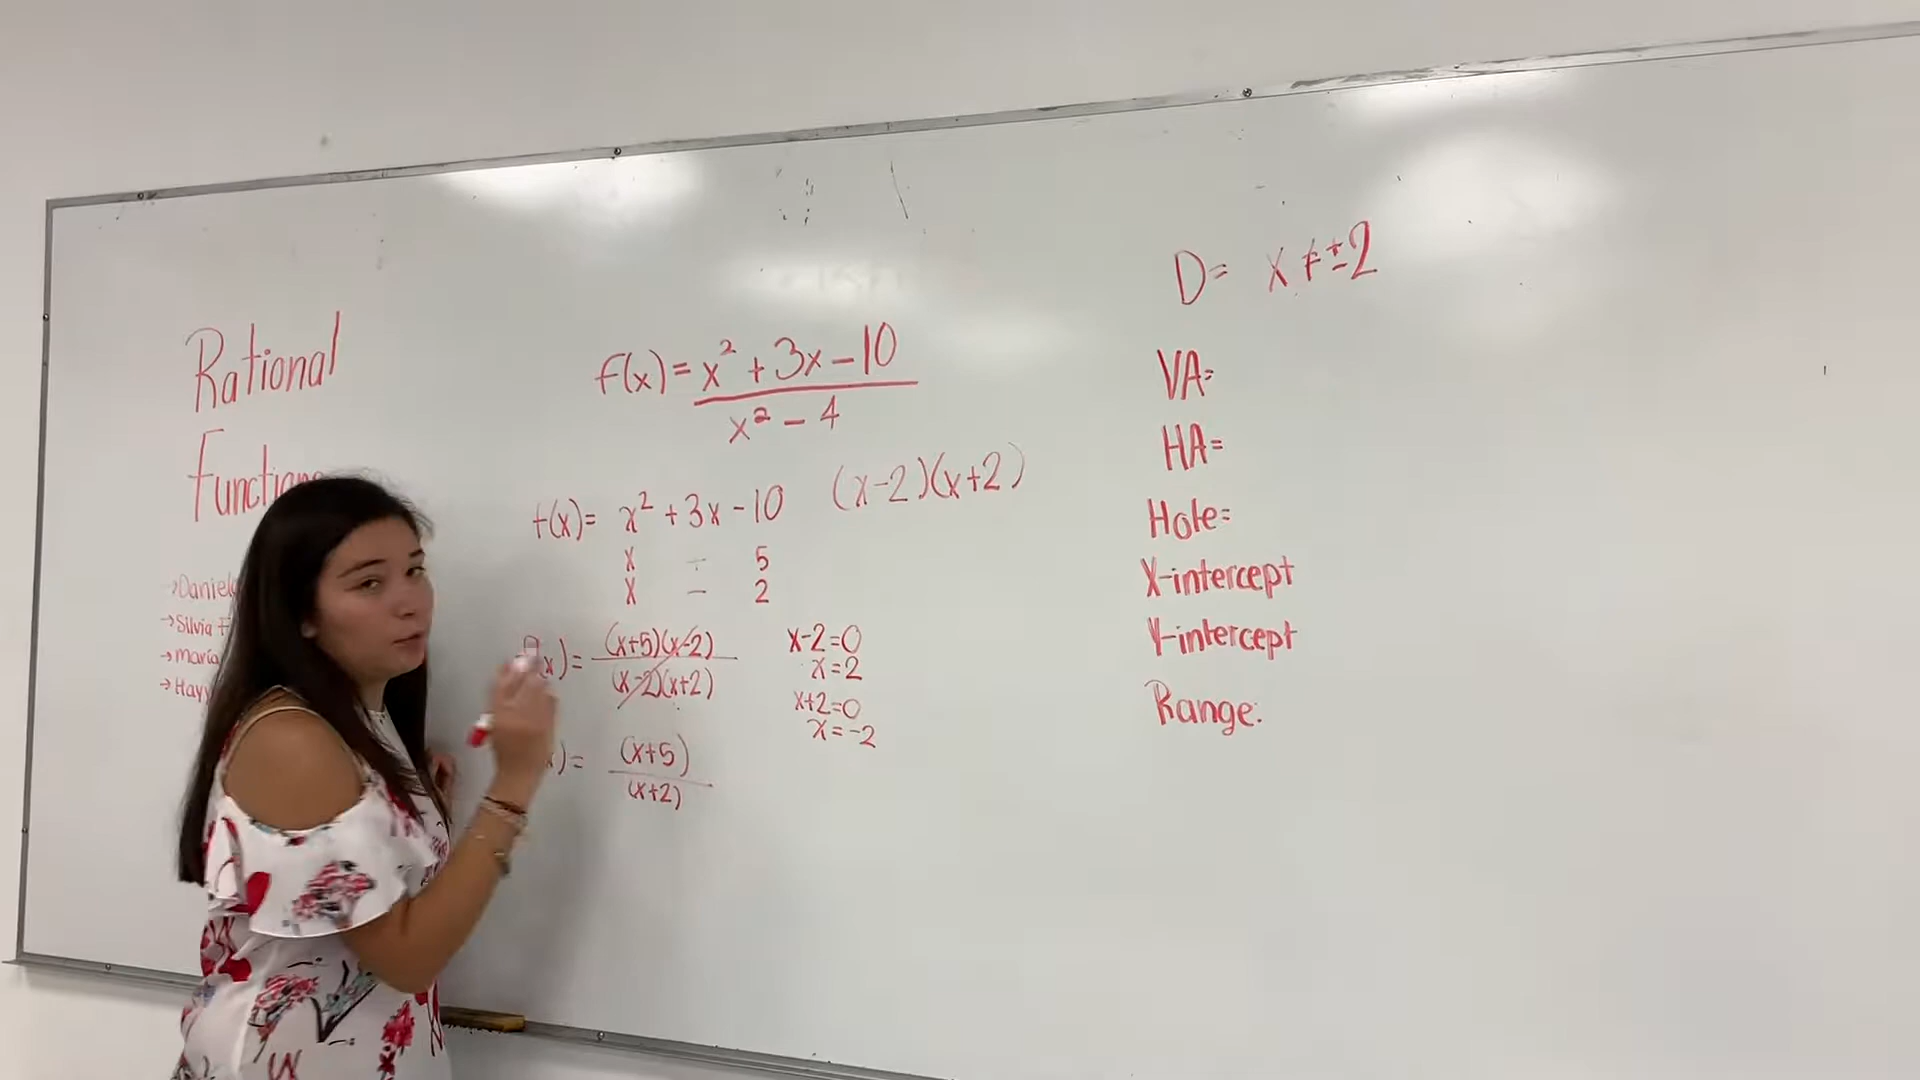 Rational
Functions
→Daniela
→Silvia
→maría
→Hayy
f(x)= x² +3x-10
x² - 4
f(x)= x² +3x -10
(x-2)(x+2)
x ÷ 5
x - 2
(x)= (x+5)(x-2)
(x-2)(x+2)
x-2=0
x=2
x+2=0
x=-2
)= (x+5)
(x+2)
D= x≠±2
VA=
HA=
Hole=
X-intercept
Y-intercept
Range: